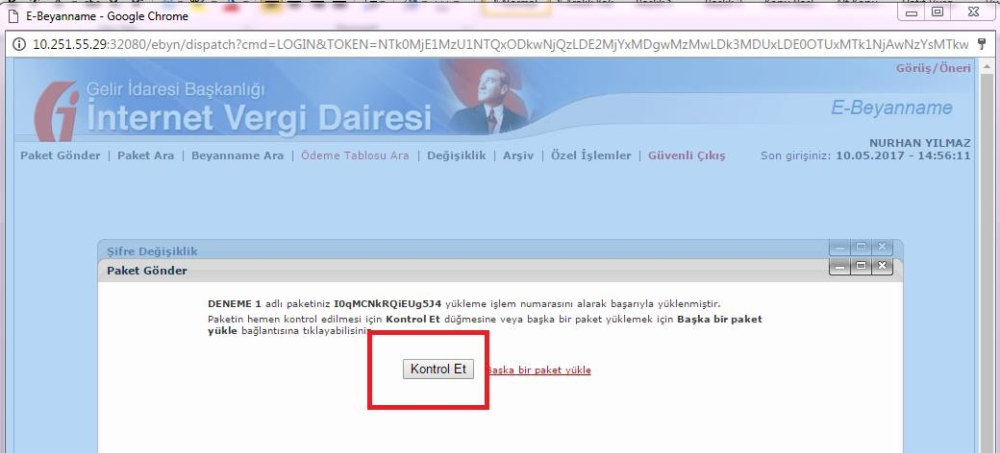 E-Beyanname - Google Chrome
10.251.55.29:32080/ebyn/dispatch?cmd=LOGIN&TOKEN=NTk0MjE1MzU1NTQxODkwNjQzLDE2MjYxMDgwMzMwLDk3MDUxLDE0OTUxMTk1NjAwNzYsMTkw
Görüş/Öneri
Gelir İdaresi Başkanlığı
İnternet Vergi Dairesi
E-Beyanname
NURHAN YILMAZ
Paket Gönder | Paket Ara | Beyanname Ara | Ödeme Tablosu Ara | Değişiklik | Arşiv | Özel İşlemler | Güvenli Çıkış
Son girişiniz: 10.05.2017 - 14:56:11
Şifre Değişiklik
Paket Gönder
DENEME 1 adlı paketiniz I0qMCNkRQiEUg5J4 yükleme işlem numarasını alarak başarıyla yüklenmiştir.
Paketin hemen kontrol edilmesi için Kontrol Et düğmesine veya başka bir paket yüklemek için Başka bir paket
yükle bağlantısına tıklayabilisiniz
Kontrol Et
Başka bir paket yükle